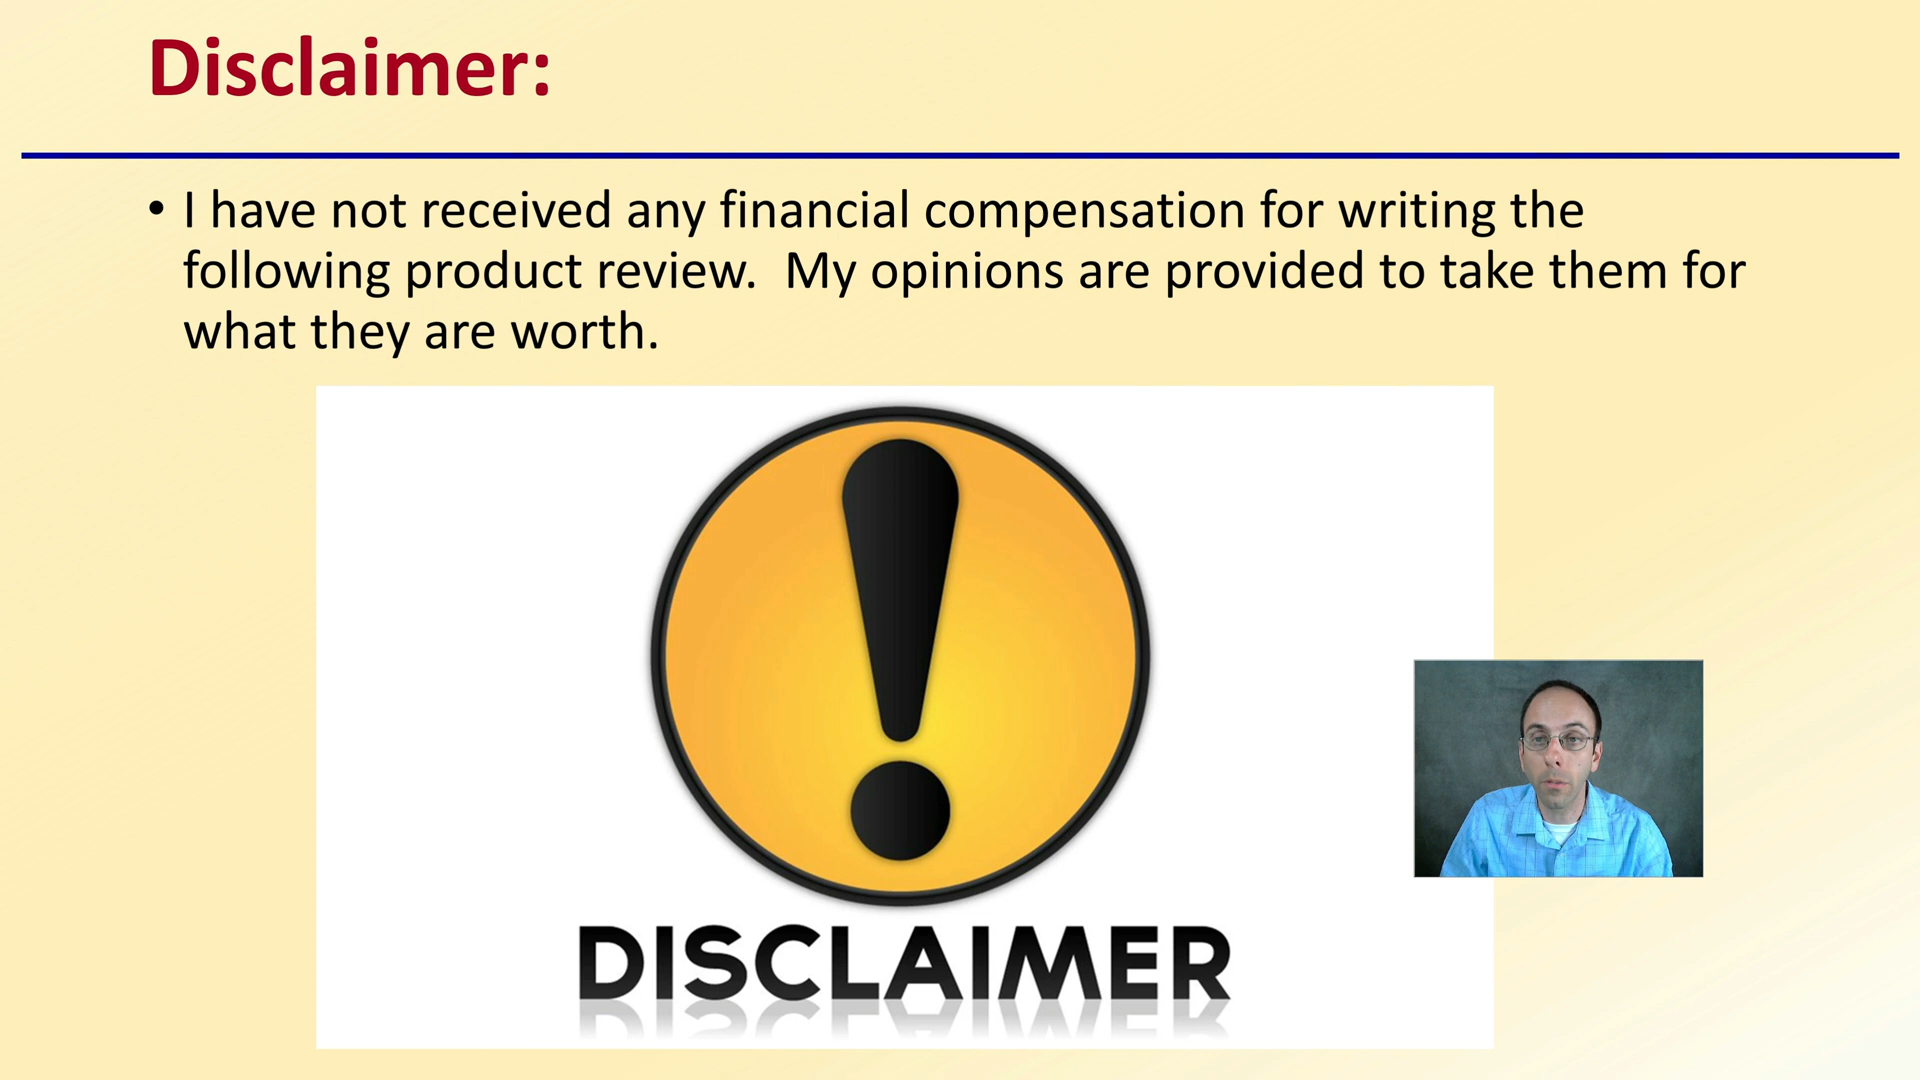 Disclaimer:
• I have not received any financial compensation for writing the
following product review.  My opinions are provided to take them for
what they are worth.
DISCLAIMER